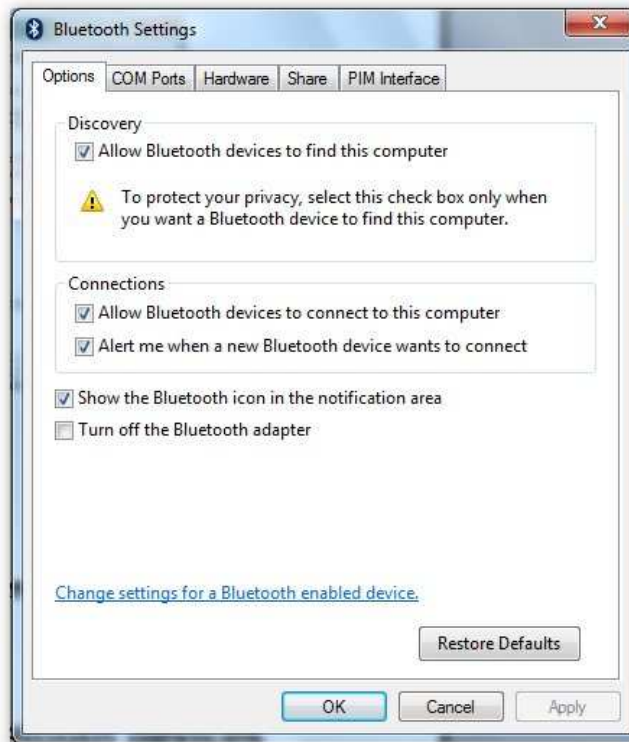 Bluetooth Settings
Options COM Ports Hardware Share PIM Interface
Discovery
Allow Bluetooth devices to find this computer
To protect your privacy, select this check box only when
you want a Bluetooth device to find this computer.
Connections
Allow Bluetooth devices to connect to this computer
Alert me when a new Bluetooth device wants to connect
Show the Bluetooth icon in the notification area
Turn off the Bluetooth adapter
Change settings for a Bluetooth enabled device.
Restore Defaults
OK Cancel Apply